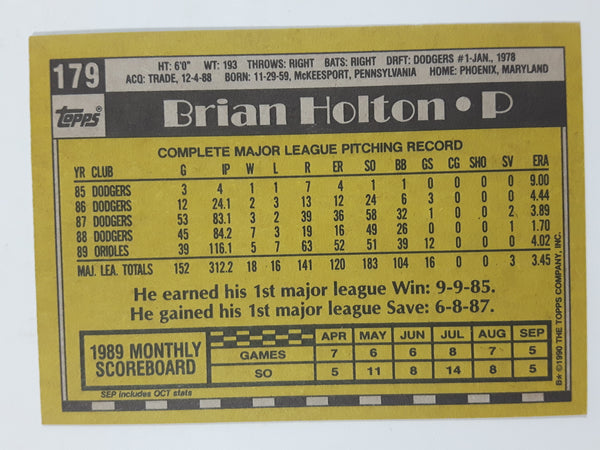 179
HT: 6'0" WT: 193 THROWS: RIGHT BATS: RIGHT DRFT: DODGERS #1-JAN., 1978
ACQ: TRADE, 12-4-88 BORN: 11-29-59, McKEESPORT, PENNSYLVANIA HOME: PHOENIX, MARYLAND
Topps®
Brian Holton • P
COMPLETE MAJOR LEAGUE PITCHING RECORD
YR CLUB G IP W L R ER SO BB GS CG SHO SV ERA
85 DODGERS 3 4 1 1 7 4 1 1 0 0 0 0 9.00
86 DODGERS 12 24.1 2 3 13 12 24 6 3 0 0 0 4.44
87 DODGERS 53 83.1 3 2 39 36 58 32 1 0 0 2 3.89
88 DODGERS 45 84.2 7 3 19 16 49 26 0 0 0 1 1.70
89 ORIOLES 39 116.1 5 7 63 52 51 39 12 0 0 0 4.02
MAJ. LEA. TOTALS 152 312.2 18 16 141 120 183 104 16 0 0 3 3.45
He earned his 1st major league Win: 9-9-85.
He gained his 1st major league Save: 6-8-87.
1989 MONTHLY SCOREBOARD
APR MAY JUN JUL AUG SEP
GAMES 7 6 6 8 7 5
SO 5 11 8 14 8 5
SEP includes OCT stats
B* ©1990 THE TOPPS COMPANY, INC.